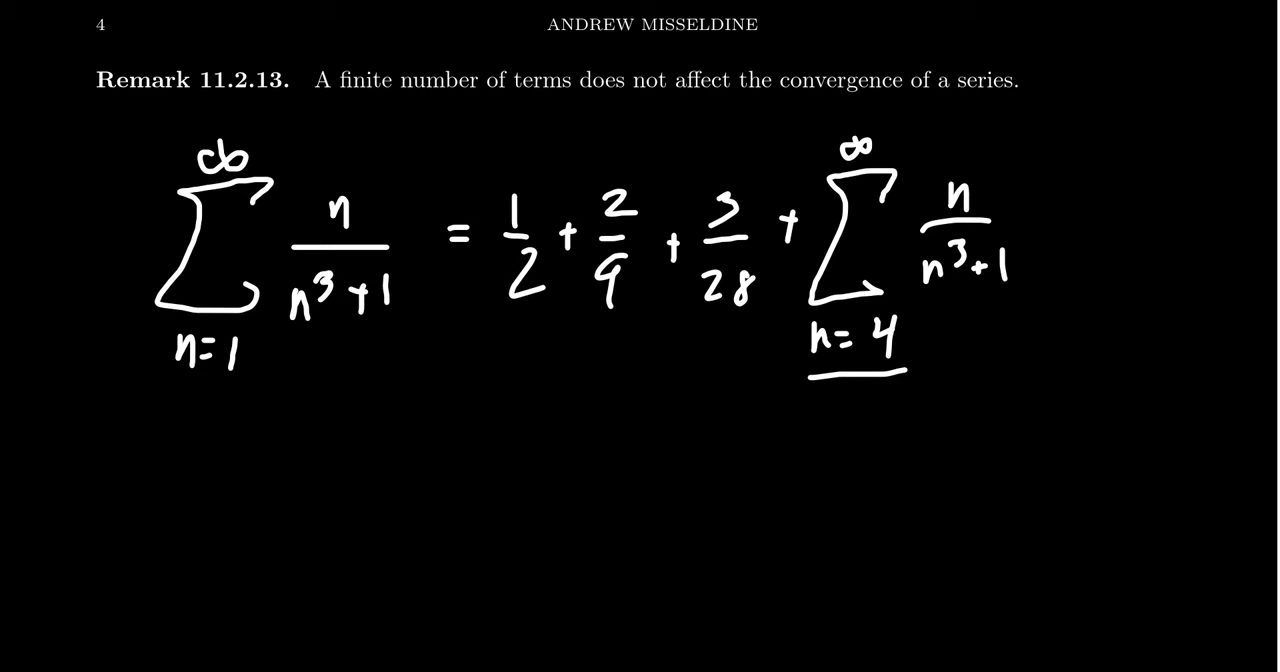 4 ANDREW MISSELDINE
Remark 11.2.13. A finite number of terms does not affect the convergence of a series.
∞ ∑ n=1 n/(n³+1) = 1/2 + 2/9 + 3/28 + ∞ ∑ n=4 n/(n³+1)